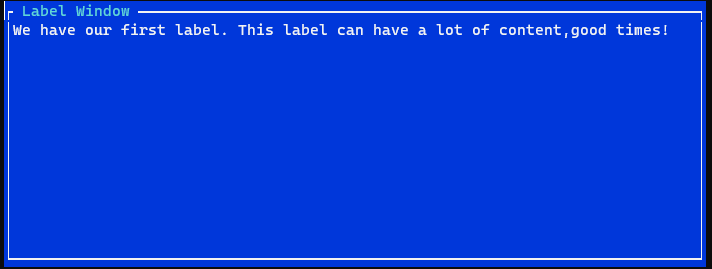 Label Window
We have our first label. This label can have a lot of content,good times!